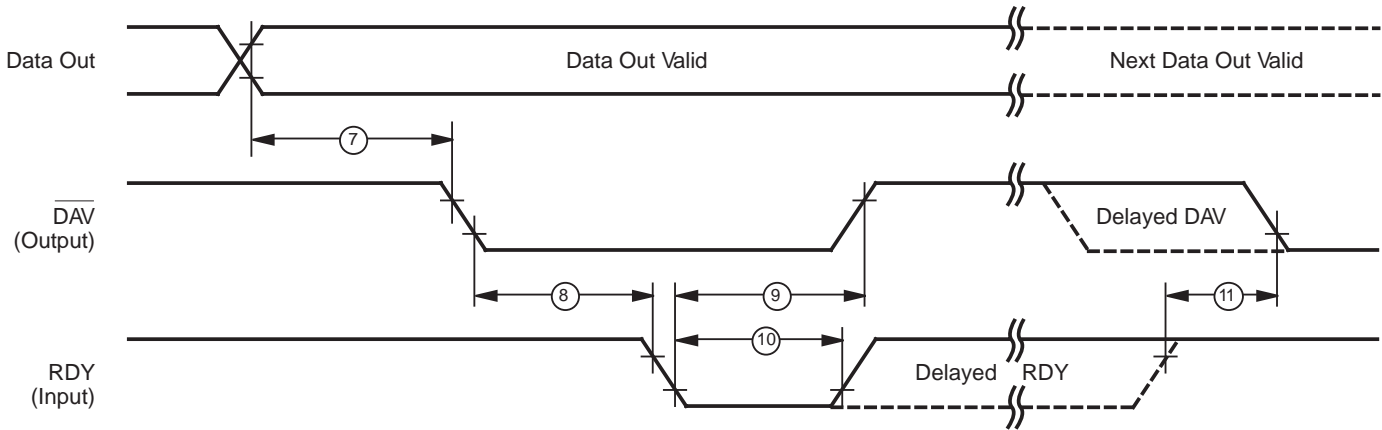 Data Out
Data Out Valid
Next Data Out Valid
7
DAV
(Output)
Delayed DAV
8
9
11
10
RDY
(Input)
Delayed RDY